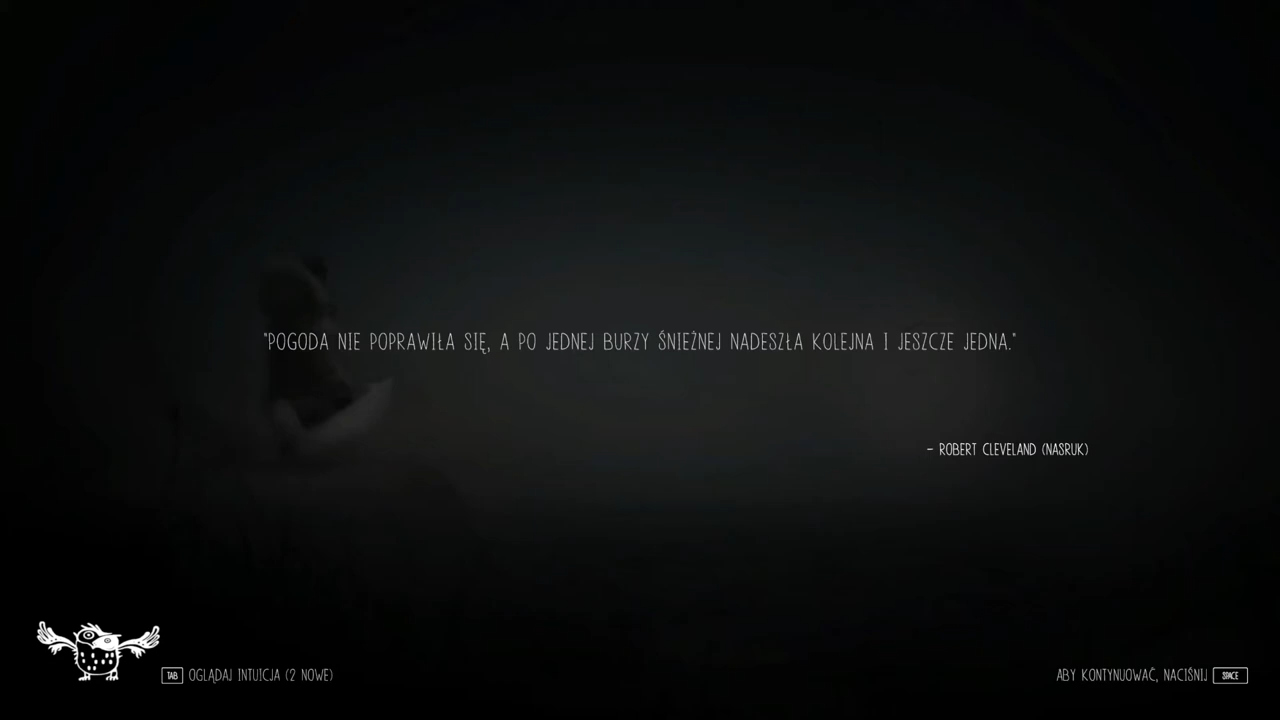 "POGODA NIE POPRAWIŁA SIĘ, A PO JEDNEJ BURZY ŚNIEŻNEJ NADESZŁA KOLEJNA I JESZCZE JEDNA."
– ROBERT CLEVELAND (NASRUK)
TAB OGLĄDAJ INTUICJA (2 NOWE)
ABY KONTYNUOWAČ, NACIŚNIJ SPACE